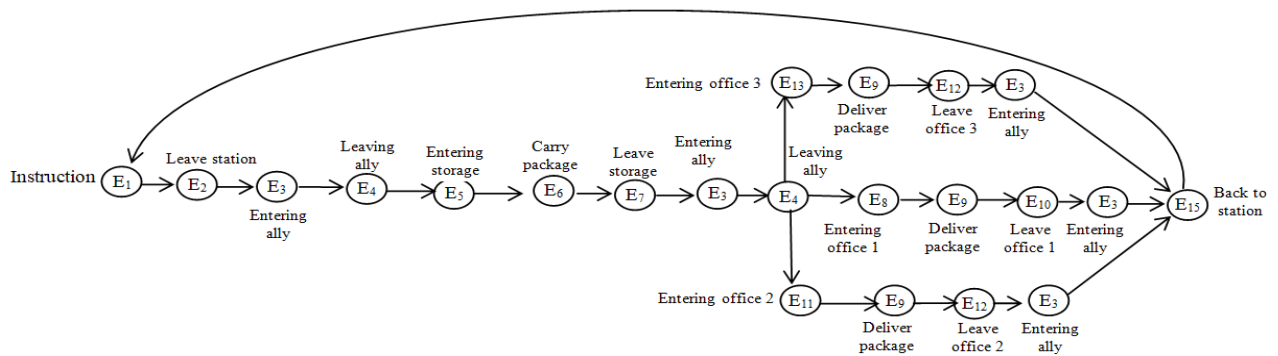 Entering office 3
E13
E9
E12
E3
Deliver
package
Leave
office 3
Entering
ally
Instruction
E1
Leave station
E2
E3
Entering
ally
Leaving
ally
E4
Entering
storage
E5
Carry
package
E6
Leave
storage
E7
Entering
ally
E3
Leaving
ally
E4
E8
Entering
office 1
E9
Deliver
package
E10
Leave
office 1
E3
Entering
ally
E15
Back to
station
Entering office 2
E11
E9
E12
E3
Deliver
package
Leave
office 2
Entering
ally